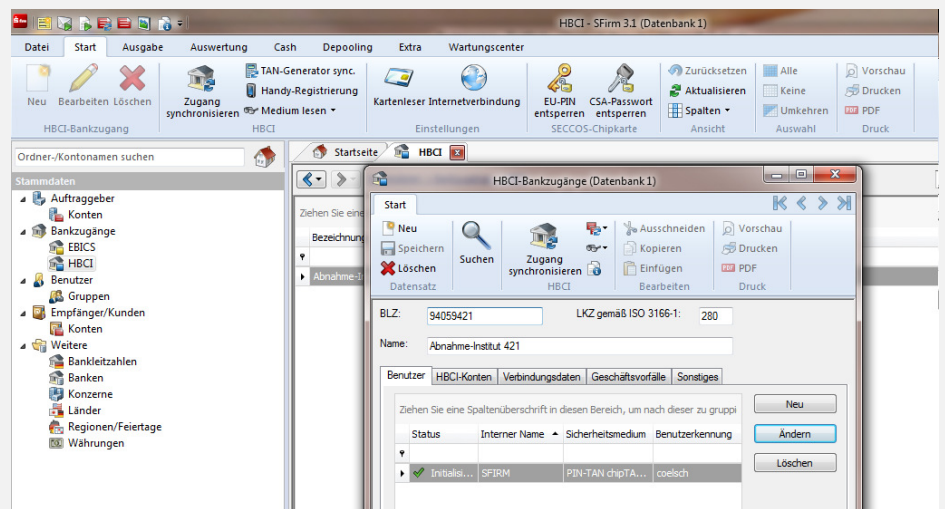 HBCI - SFirm 3.1 (Datenbank 1)
Datei Start Ausgabe Auswertung Cash Depooling Extra Wartungscenter
Neu Bearbeiten Löschen
HBCI-Bankzugang
Zugang synchronisieren
TAN-Generator sync.
Handy-Registrierung
Medium lesen
HBCI
Kartenleser Internetverbindung
Einstellungen
EU-PIN entsperren
CSA-Passwort entsperren
SECCOS-Chipkarte
Zurücksetzen
Aktualisieren
Spalten
Ansicht
Alle
Keine
Umkehren
Auswahl
Vorschau
Drucken
PDF
Druck
Ordner-/Kontonamen suchen
Stammdaten
Auftraggeber
Konten
Bankzugänge
EBICS
HBCI
Benutzer
Gruppen
Empfänger/Kunden
Konten
Weitere
Bankleitzahlen
Banken
Konzerne
Länder
Regionen/Feiertage
Währungen
Startseite HBCI
Ziehen Sie eine
Bezeichnung
Abnahme-I
HBCI-Bankzugänge (Datenbank 1)
Start
Neu
Speichern
Löschen
Datensatz
Suchen
Zugang synchronisieren
HBCI
Ausschneiden
Kopieren
Einfügen
Bearbeiten
Vorschau
Drucken
PDF
Druck
BLZ: 94059421 LKZ gemäß ISO 3166-1: 280
Name: Abnahme-Institut 421
Benutzer HBCI-Konten Verbindungsdaten Geschäftsvorfälle Sonstiges
Ziehen Sie eine Spaltenüberschrift in diesen Bereich, um nach dieser zu gruppi
Status Interner Name Sicherheitsmedium Benutzerkennung
Initialisi... SFIRM PIN-TAN chipTA... coelsch
Neu
Ändern
Löschen